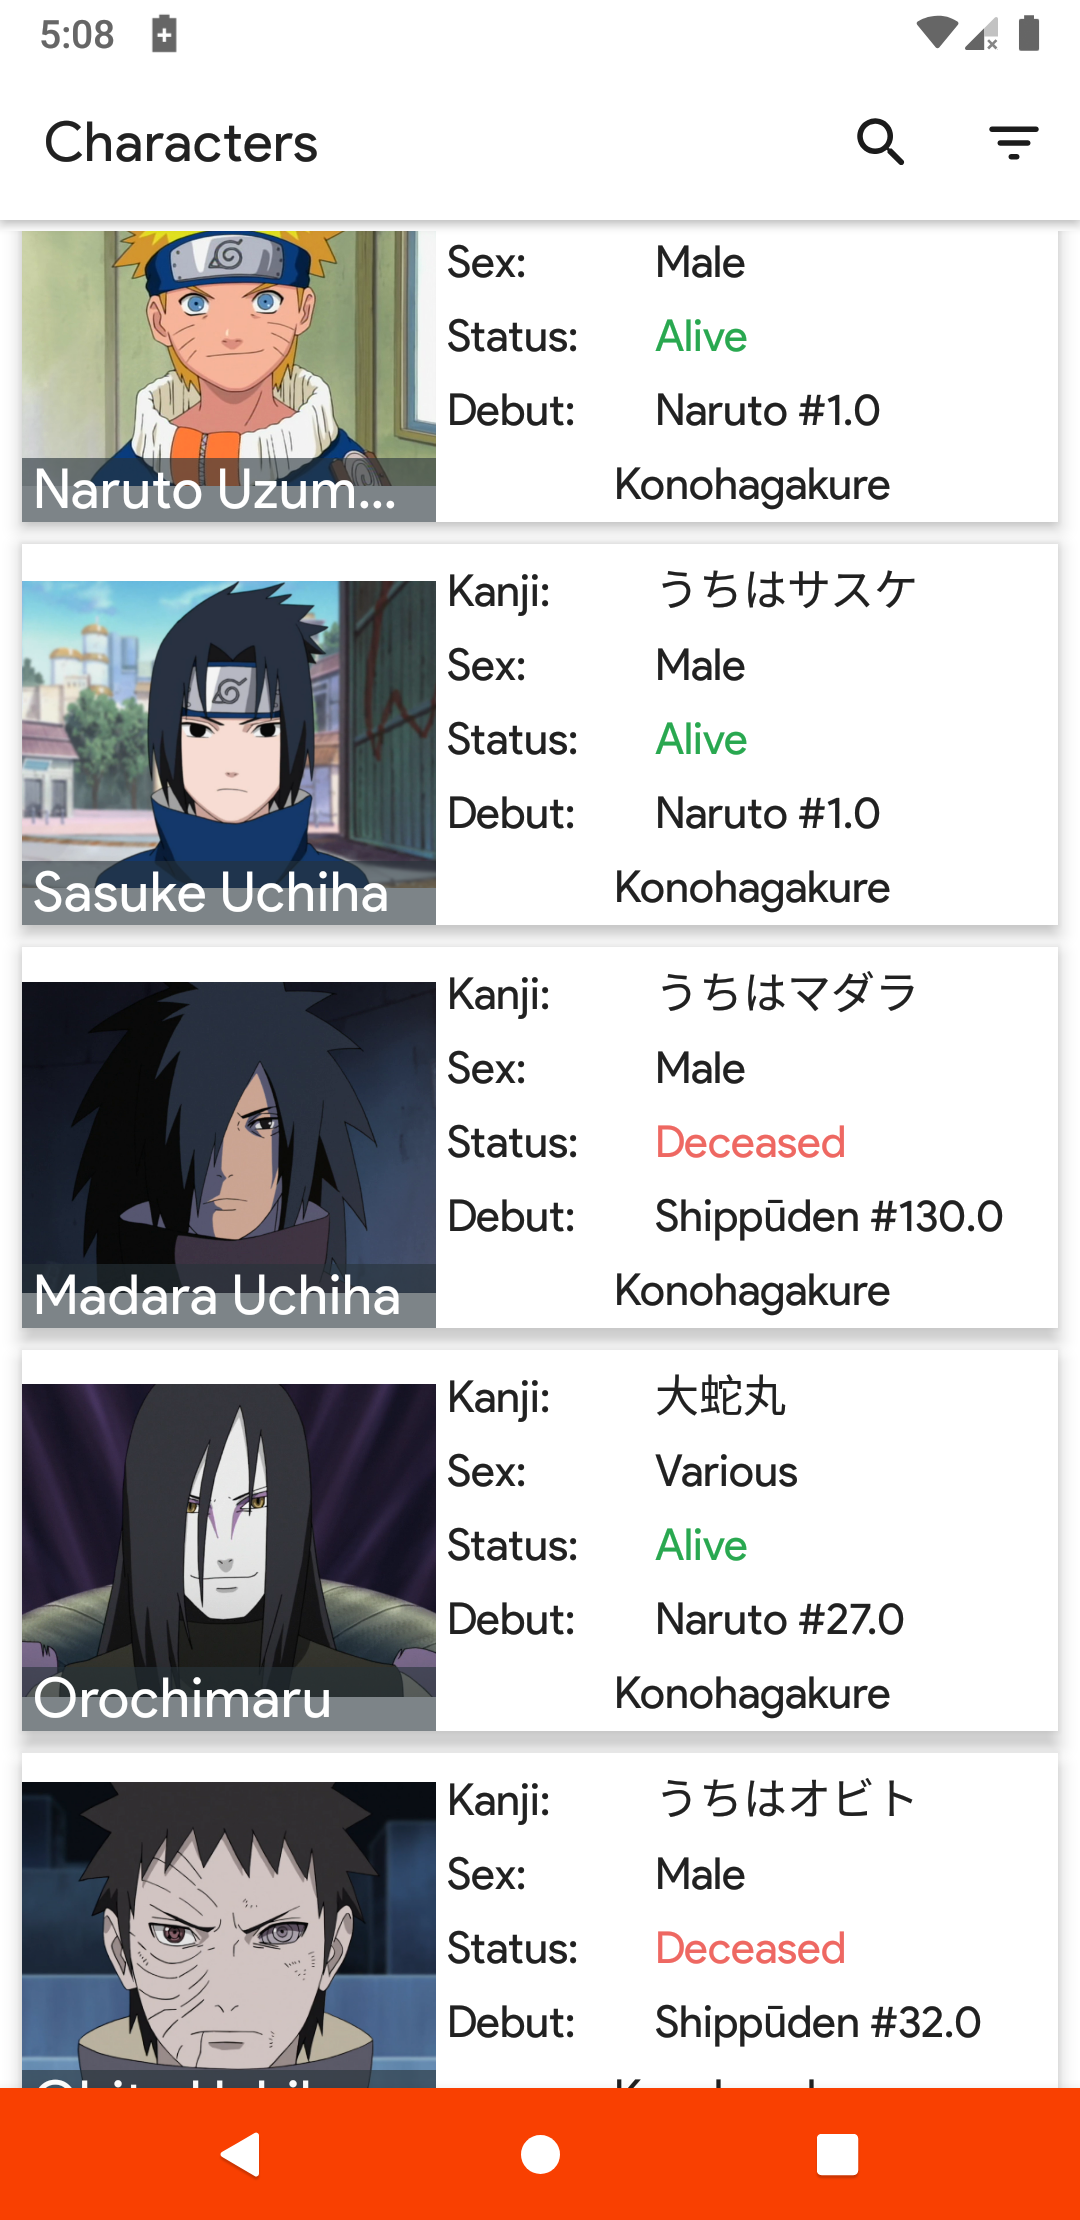 5:08
Characters
Sex: Male
Status: Alive
Debut: Naruto #1.0
Naruto Uzum...
Konohagakure
Kanji: うちはサスケ
Sex: Male
Status: Alive
Debut: Naruto #1.0
Sasuke Uchiha
Konohagakure
Kanji: うちはマダラ
Sex: Male
Status: Deceased
Debut: Shippūden #130.0
Madara Uchiha
Konohagakure
Kanji: 大蛇丸
Sex: Various
Status: Alive
Debut: Naruto #27.0
Orochimaru
Konohagakure
Kanji: うちはオビト
Sex: Male
Status: Deceased
Debut: Shippūden #32.0